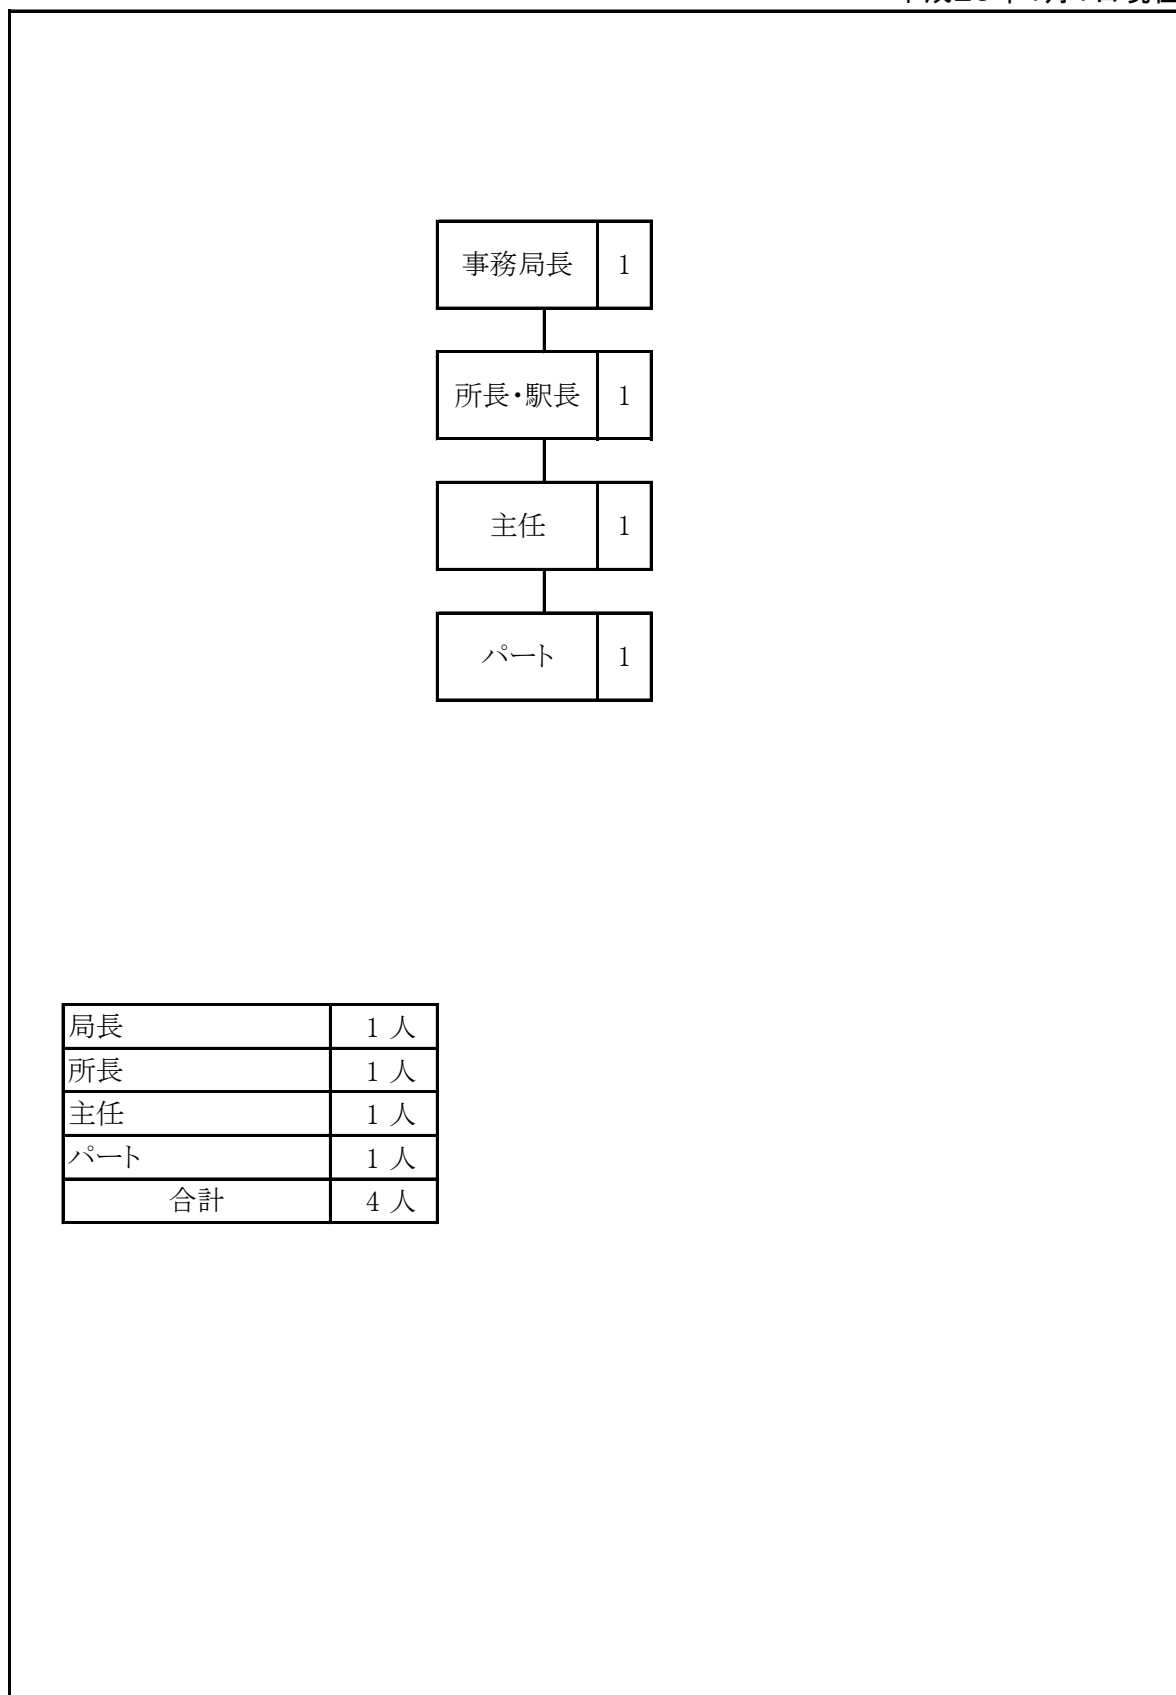 事務局長 1
所長・駅長 1
主任 1
パート 1
局長 1 人
所長 1 人
主任 1 人
パート 1 人
合計 4 人